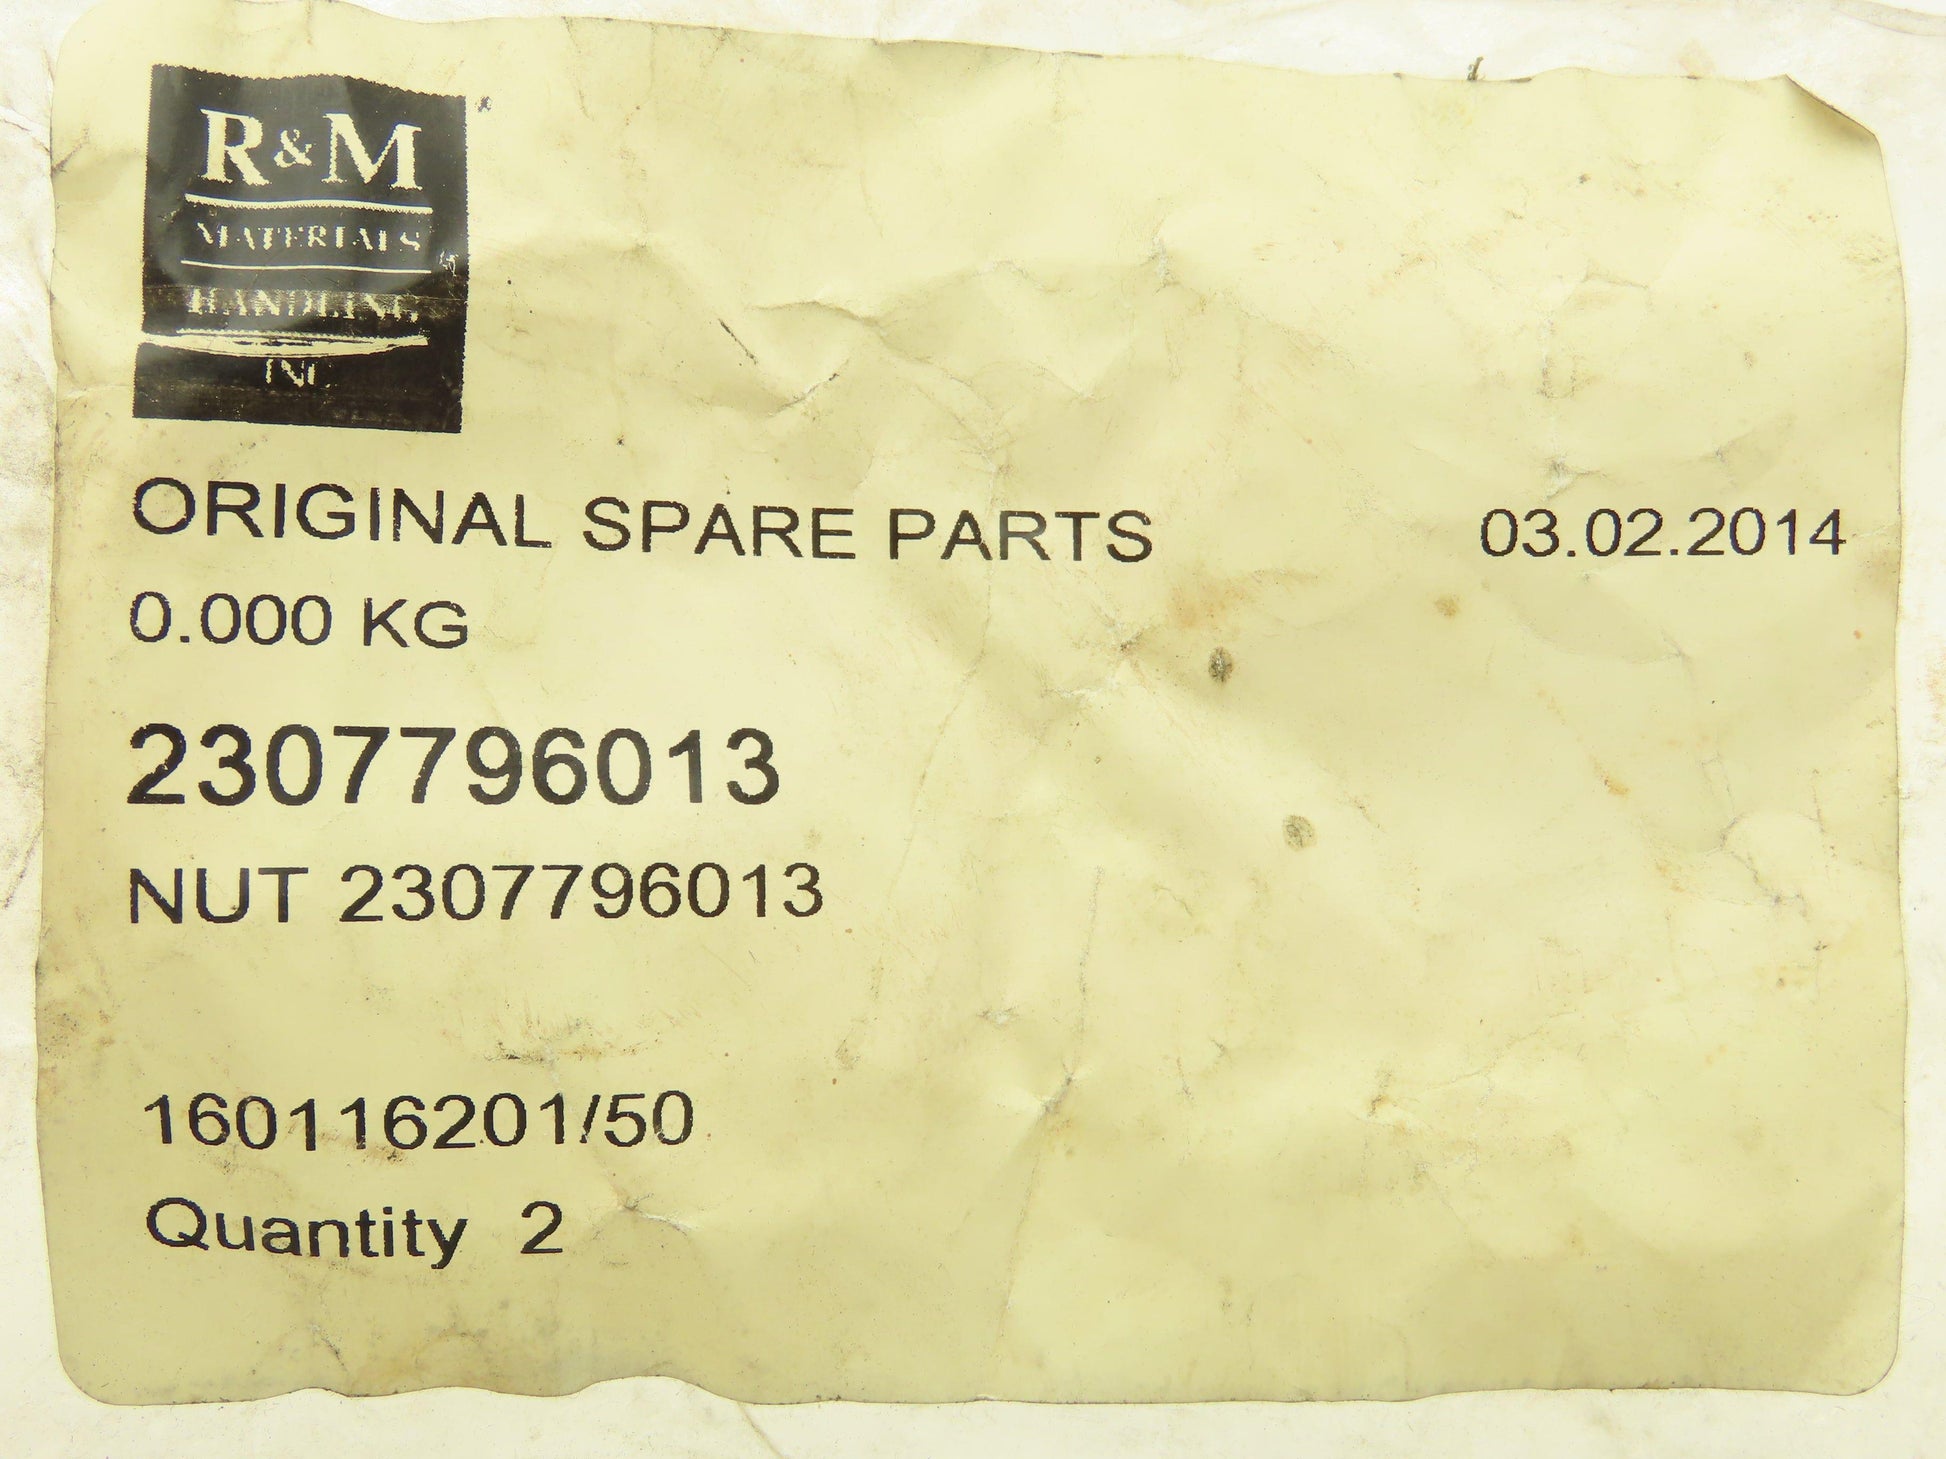 R&M
MATERIALS
HANDLING
INC
ORIGINAL SPARE PARTS
03.02.2014
0.000 KG
2307796013
NUT 2307796013
160116201/50
Quantity 2